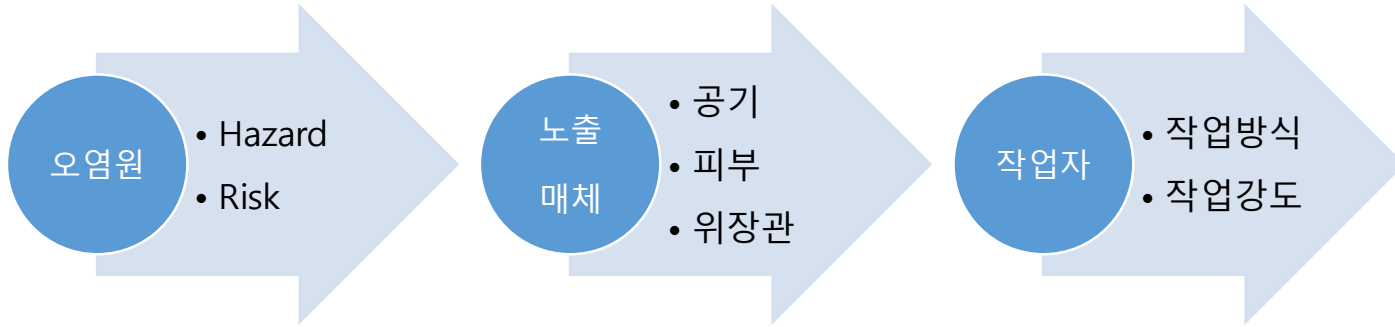 오염원
• Hazard
• Risk
노출
매체
• 공기
• 피부
• 위장관
작업자
• 작업방식
• 작업강도